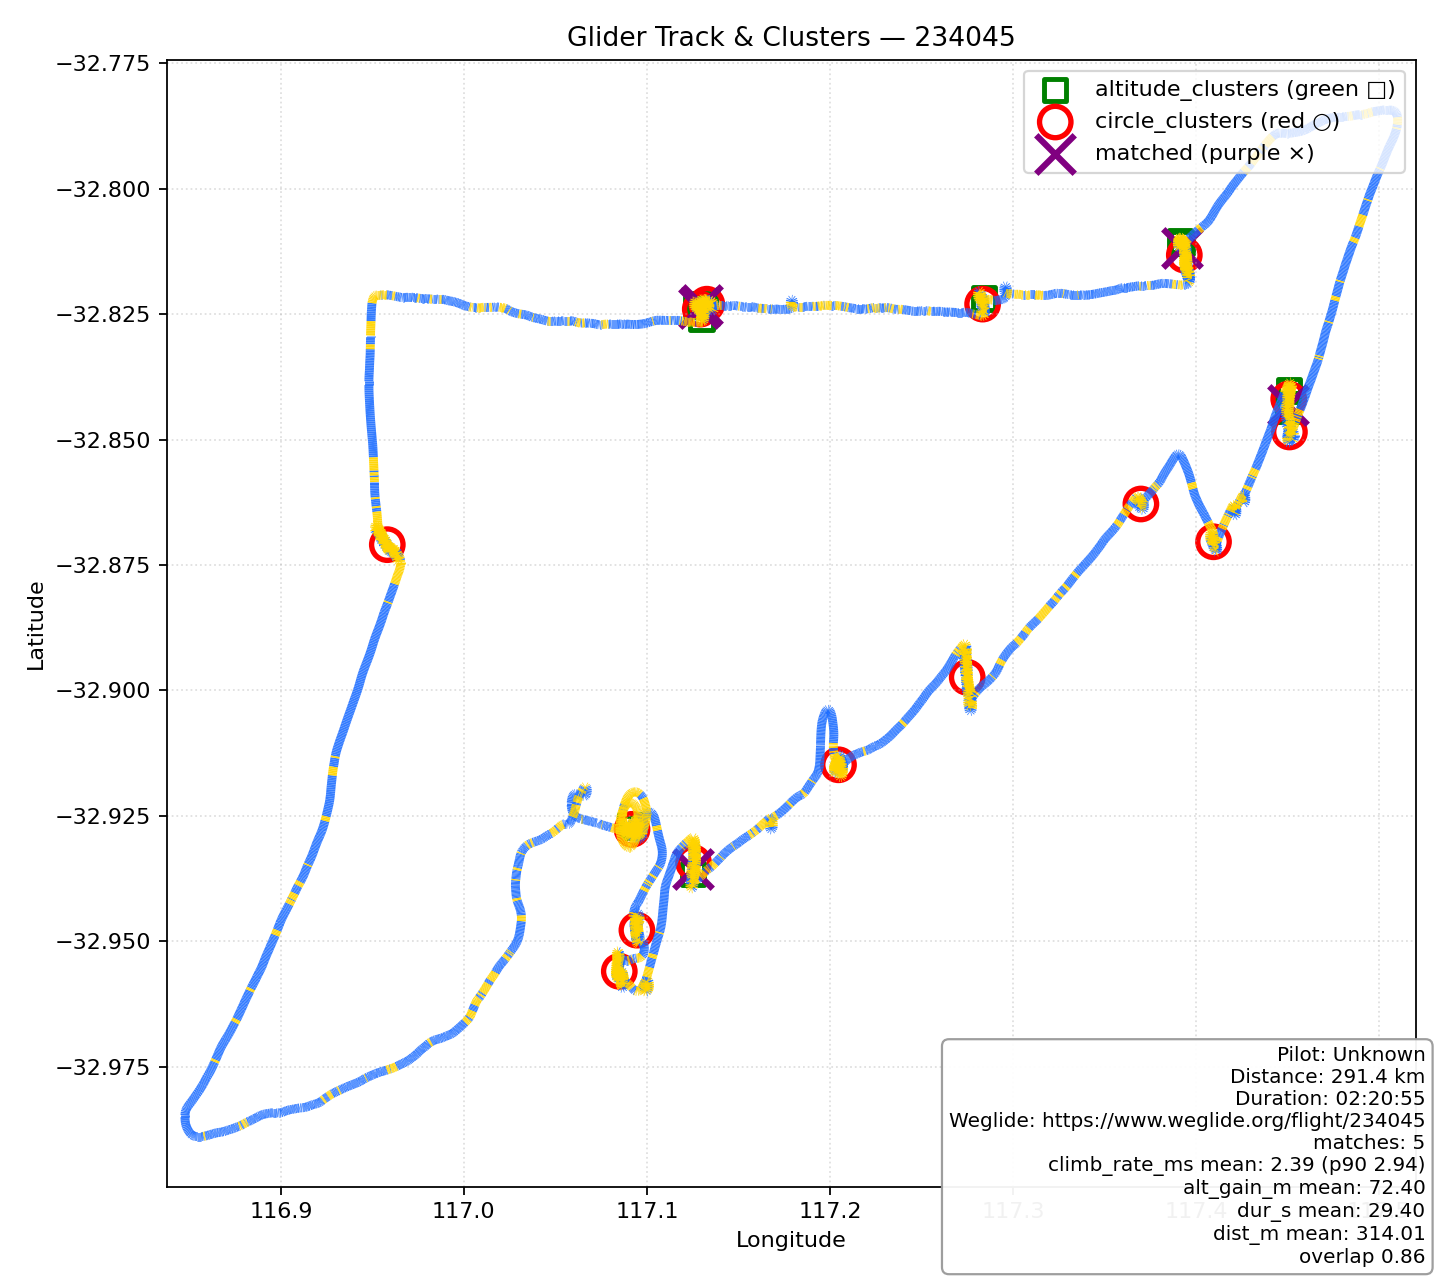 Glider Track & Clusters — 234045
altitude_clusters (green □)
circle_clusters (red ○)
matched (purple ×)
−32.775
−32.800
−32.825
−32.850
−32.875
−32.900
−32.925
−32.950
−32.975
Latitude
116.9
117.0
117.1
117.2
117.3
117.4
Longitude
Pilot: Unknown
Distance: 291.4 km
Duration: 02:20:55
Weglide: https://www.weglide.org/flight/234045
matches: 5
climb_rate_ms mean: 2.39 (p90 2.94)
alt_gain_m mean: 72.40
dur_s mean: 29.40
dist_m mean: 314.01
overlap 0.86